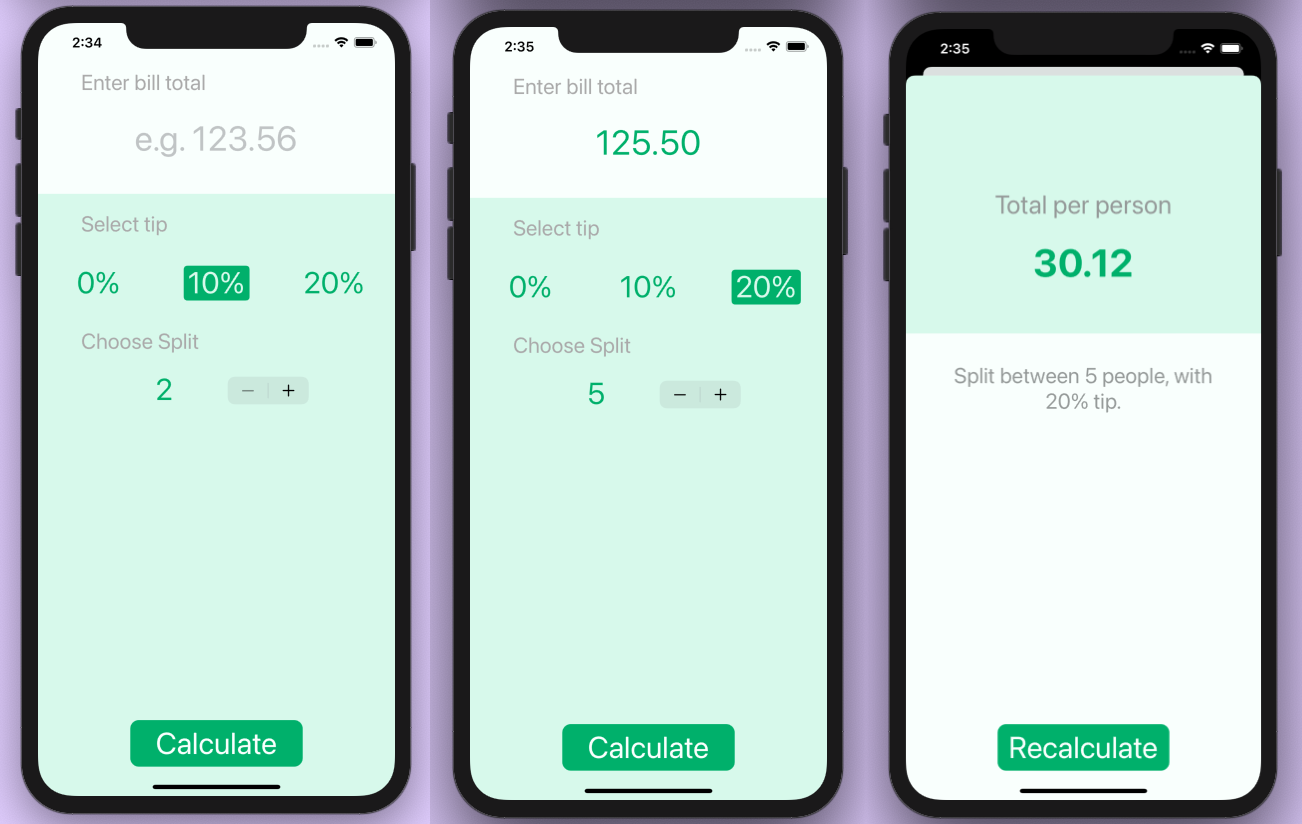 2:34
Enter bill total
e.g. 123.56
Select tip
0% 10% 20%
Choose Split
2 − +
Calculate
2:35
Enter bill total
125.50
Select tip
0% 10% 20%
Choose Split
5 − +
Calculate
2:35
Total per person
30.12
Split between 5 people, with
20% tip.
Recalculate